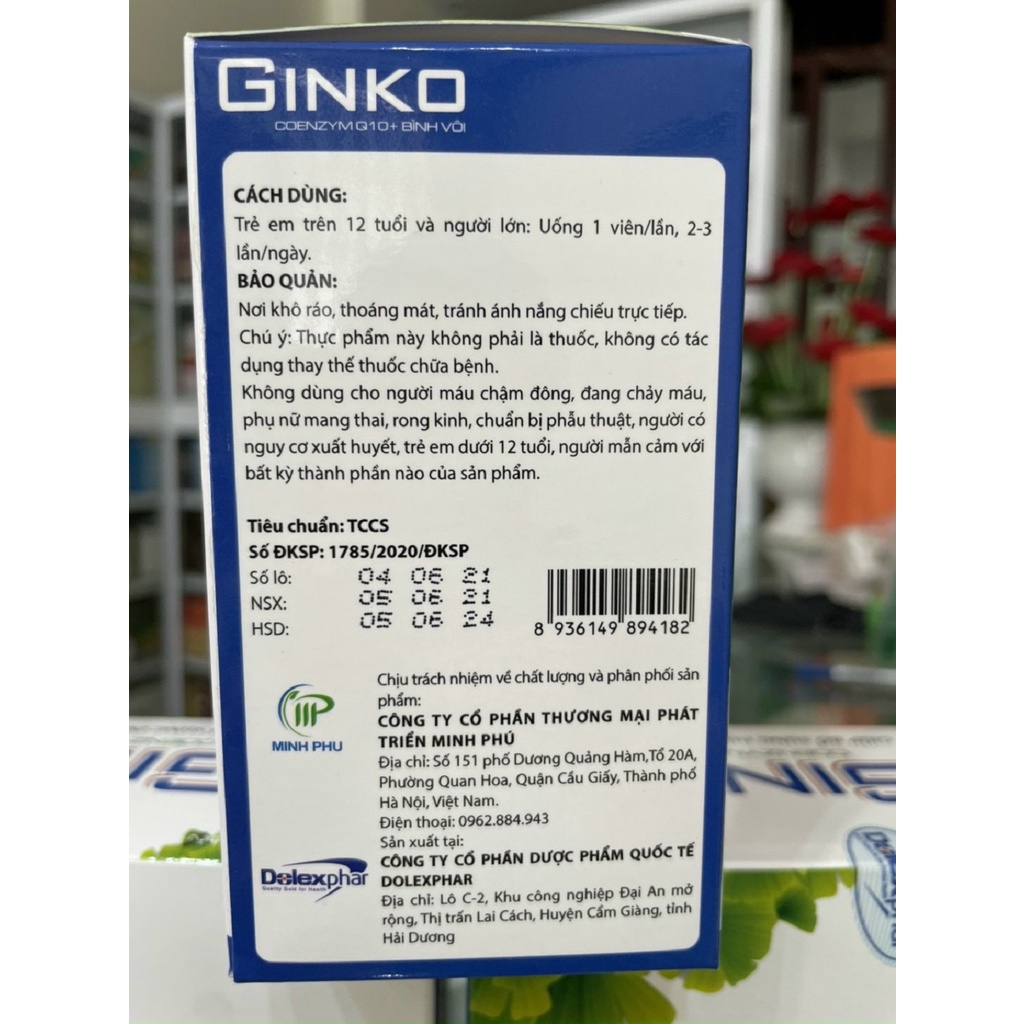 GINKO
COENZYM Q10+ BÌNH VÔI
CÁCH DÙNG:
Trẻ em trên 12 tuổi và người lớn: Uống 1 viên/lần, 2-3
lần/ngày.
BẢO QUẢN:
Nơi khô ráo, thoáng mát, tránh ánh nắng chiếu trực tiếp.
Chú ý: Thực phẩm này không phải là thuốc, không có tác
dụng thay thế thuốc chữa bệnh.
Không dùng cho người máu chậm đông, đang chảy máu,
phụ nữ mang thai, rong kinh, chuẩn bị phẫu thuật, người có
nguy cơ xuất huyết, trẻ em dưới 12 tuổi, người mẫn cảm với
bất kỳ thành phần nào của sản phẩm.
Tiêu chuẩn: TCCS
Số ĐKSP: 1785/2020/ĐKSP
Số lô: 04 06 21
NSX: 05 06 21
HSD: 05 06 24
8 936149 894182
Chịu trách nhiệm về chất lượng và phân phối sản
phẩm:
MINH PHU
CÔNG TY CỔ PHẦN THƯƠNG MẠI PHÁT
TRIỂN MINH PHÚ
Địa chỉ: Số 151 phố Dương Quảng Hàm,Tổ 20A,
Phường Quan Hoa, Quận Cầu Giấy, Thành phố
Hà Nội, Việt Nam.
Điện thoại: 0962.884.943
Sản xuất tại:
Dolexphar
Quality Gold for Health
CÔNG TY CỔ PHẦN DƯỢC PHẨM QUỐC TẾ
DOLEXPHAR
Địa chỉ: Lô C-2, Khu công nghiệp Đại An mở
rộng, Thị trấn Lai Cách, Huyện Cẩm Giàng, tỉnh
Hải Dương